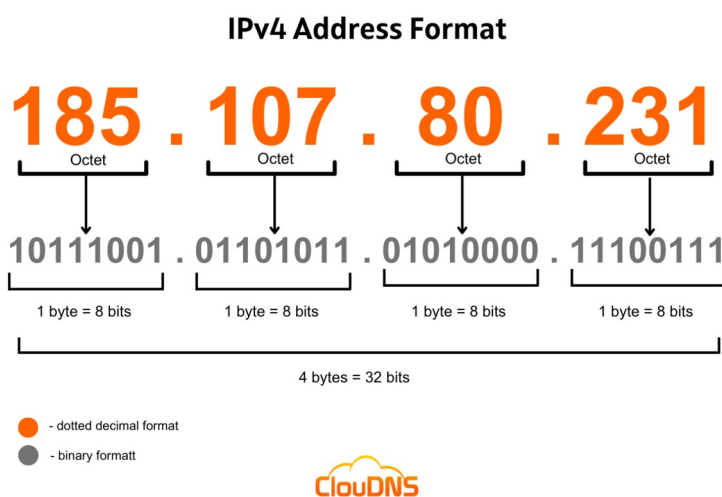 IPv4 Address Format
185 . 107 . 80 . 231
Octet Octet Octet Octet
10111001 . 01101011 . 01010000 . 11100111
1 byte = 8 bits 1 byte = 8 bits 1 byte = 8 bits 1 byte = 8 bits
4 bytes = 32 bits
- dotted decimal format
- binary formatt
ClouDNS